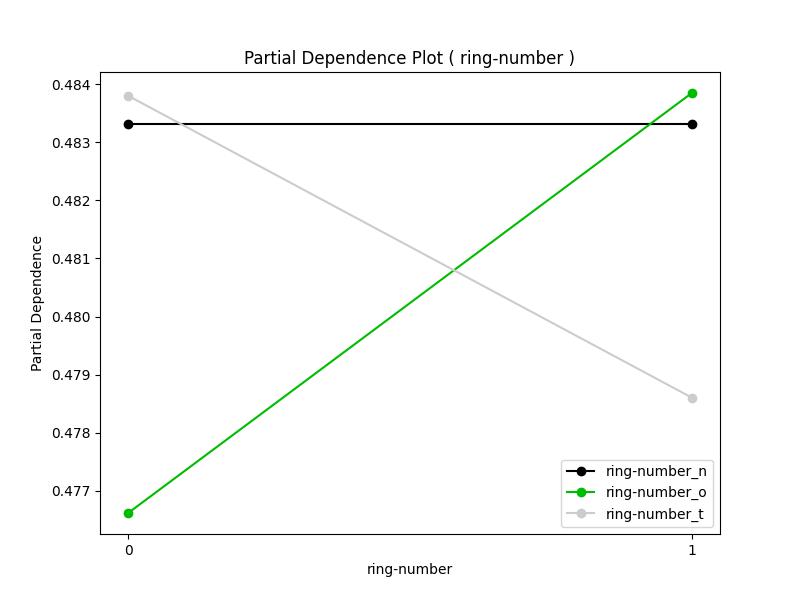 Partial Dependence Plot ( ring-number )
0.484
0.483
0.482
0.481
0.480
0.479
0.478
0.477
Partial Dependence
ring-number_n
ring-number_o
ring-number_t
0 1
ring-number